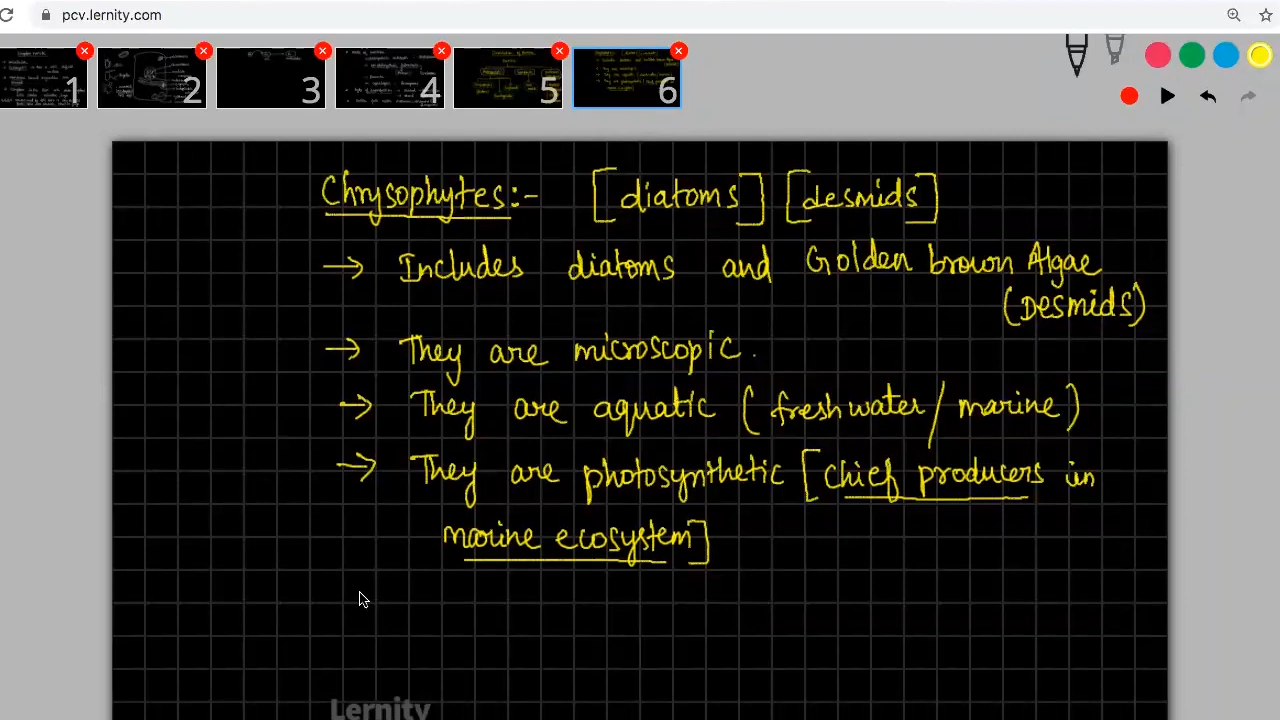 pcv.lernity.com
1
2
3
4
5
6
Chrysophytes:- [diatoms] [desmids]
→ Includes diatoms and Golden brown Algae
(Desmids)
→ They are microscopic.
→ They are aquatic (freshwater/marine)
→ They are photosynthetic [chief producers in
marine ecosystem]
Lernity